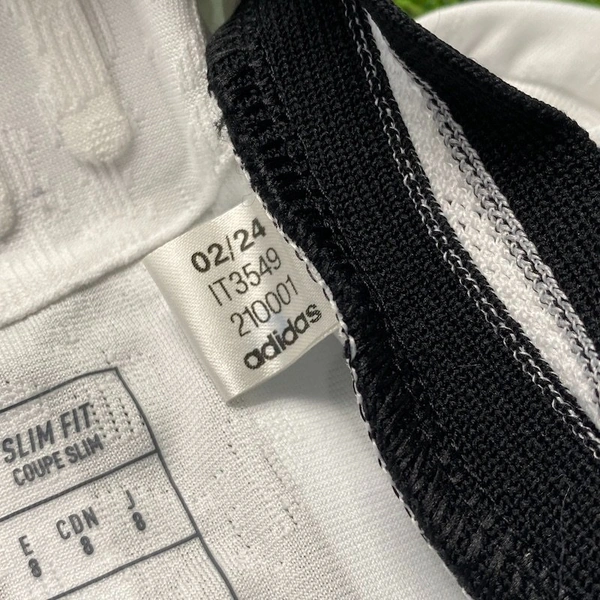 02/24
IT3549
210001
adidas
SLIM FIT
COUPE SLIM
E CDN J
8 8 8